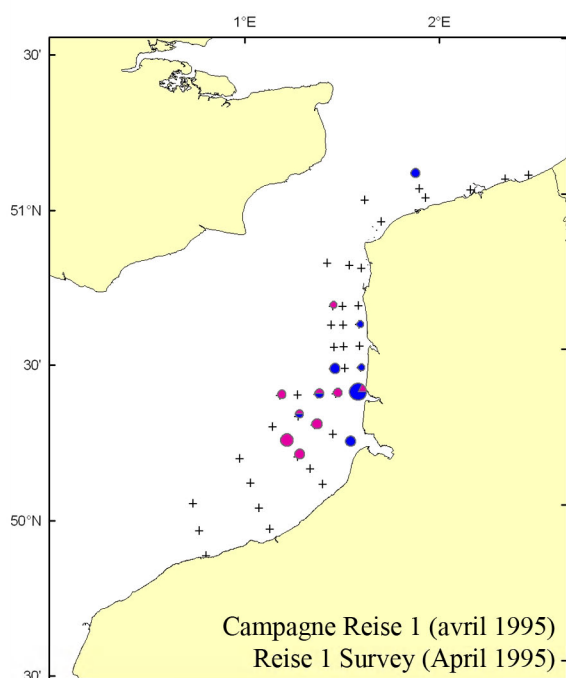 1°E 2°E
30'
51°N
30'
50°N
Campagne Reise 1 (avril 1995)
Reise 1 Survey (April 1995)
30'